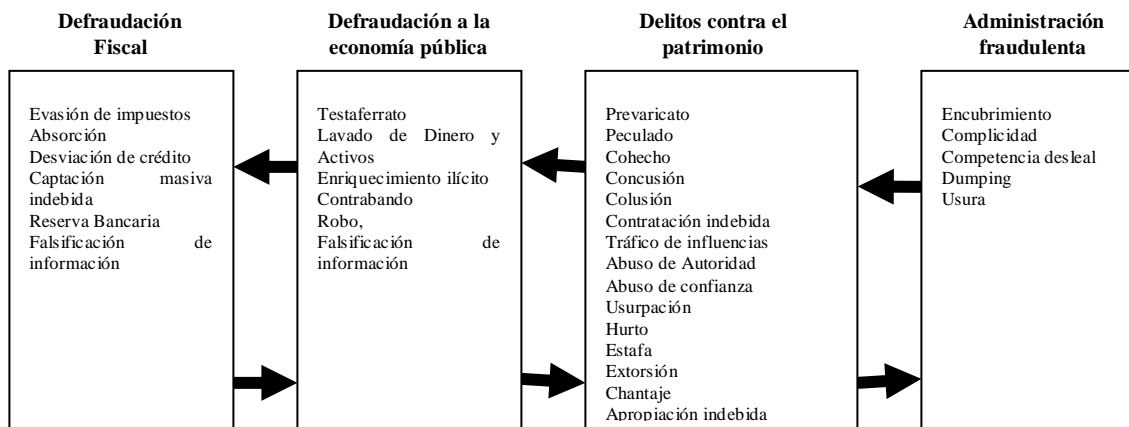 Defraudación
Fiscal
Evasión de impuestos
Absorción
Desviación de crédito
Captación masiva
indebida
Reserva Bancaria
Falsificación de
información
Defraudación a la
economía pública
Testaferrato
Lavado de Dinero y
Activos
Enriquecimiento ilícito
Contrabando
Robo,
Falsificación de
información
Delitos contra el
patrimonio
Prevaricato
Peculado
Cohecho
Concusión
Colusión
Contratación indebida
Tráfico de influencias
Abuso de Autoridad
Abuso de confianza
Usurpación
Hurto
Estafa
Extorsión
Chantaje
Apropiación indebida
Administración
fraudulenta
Encubrimiento
Complicidad
Competencia desleal
Dumping
Usura